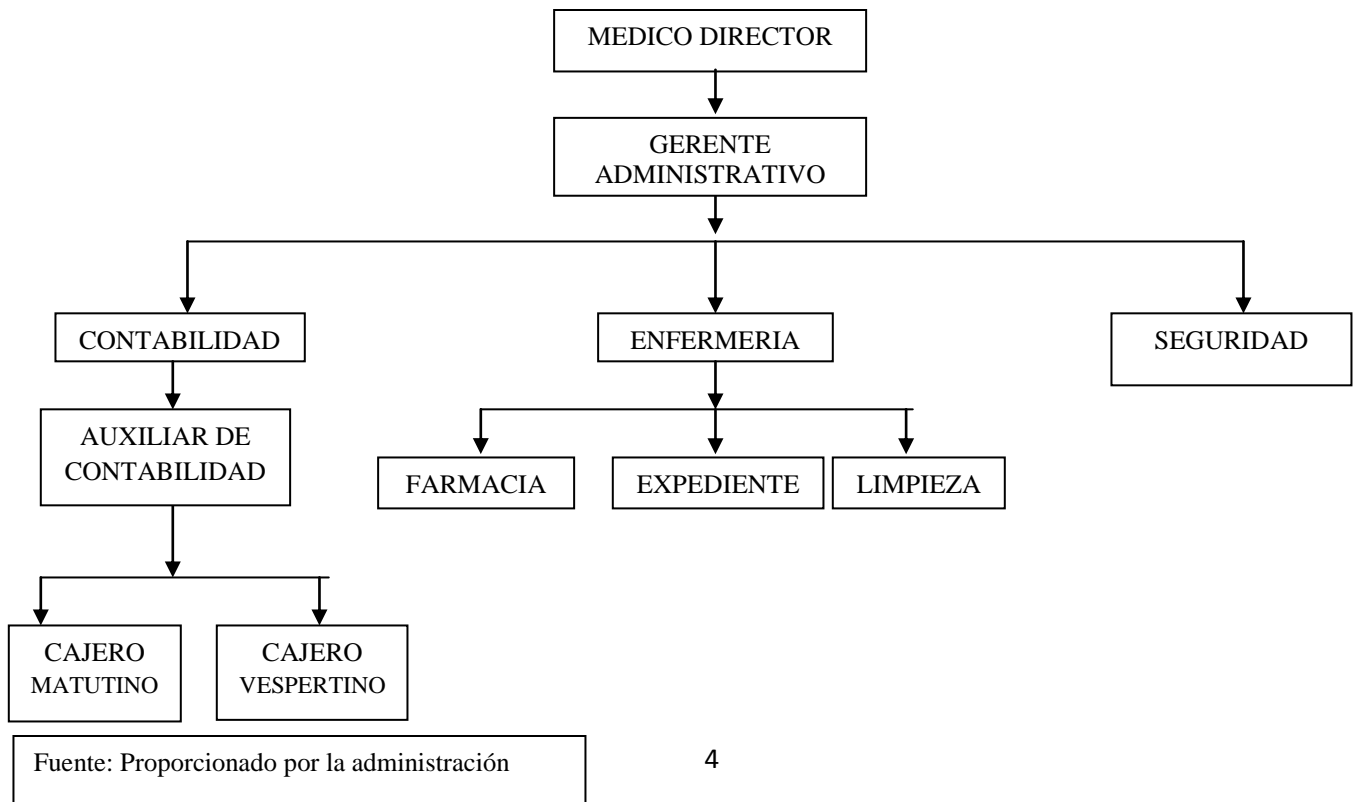 MEDICO DIRECTOR
GERENTE
ADMINISTRATIVO
CONTABILIDAD
ENFERMERIA
SEGURIDAD
AUXILIAR DE
CONTABILIDAD
FARMACIA
EXPEDIENTE
LIMPIEZA
CAJERO
MATUTINO
CAJERO
VESPERTINO
Fuente: Proporcionado por la administración
4